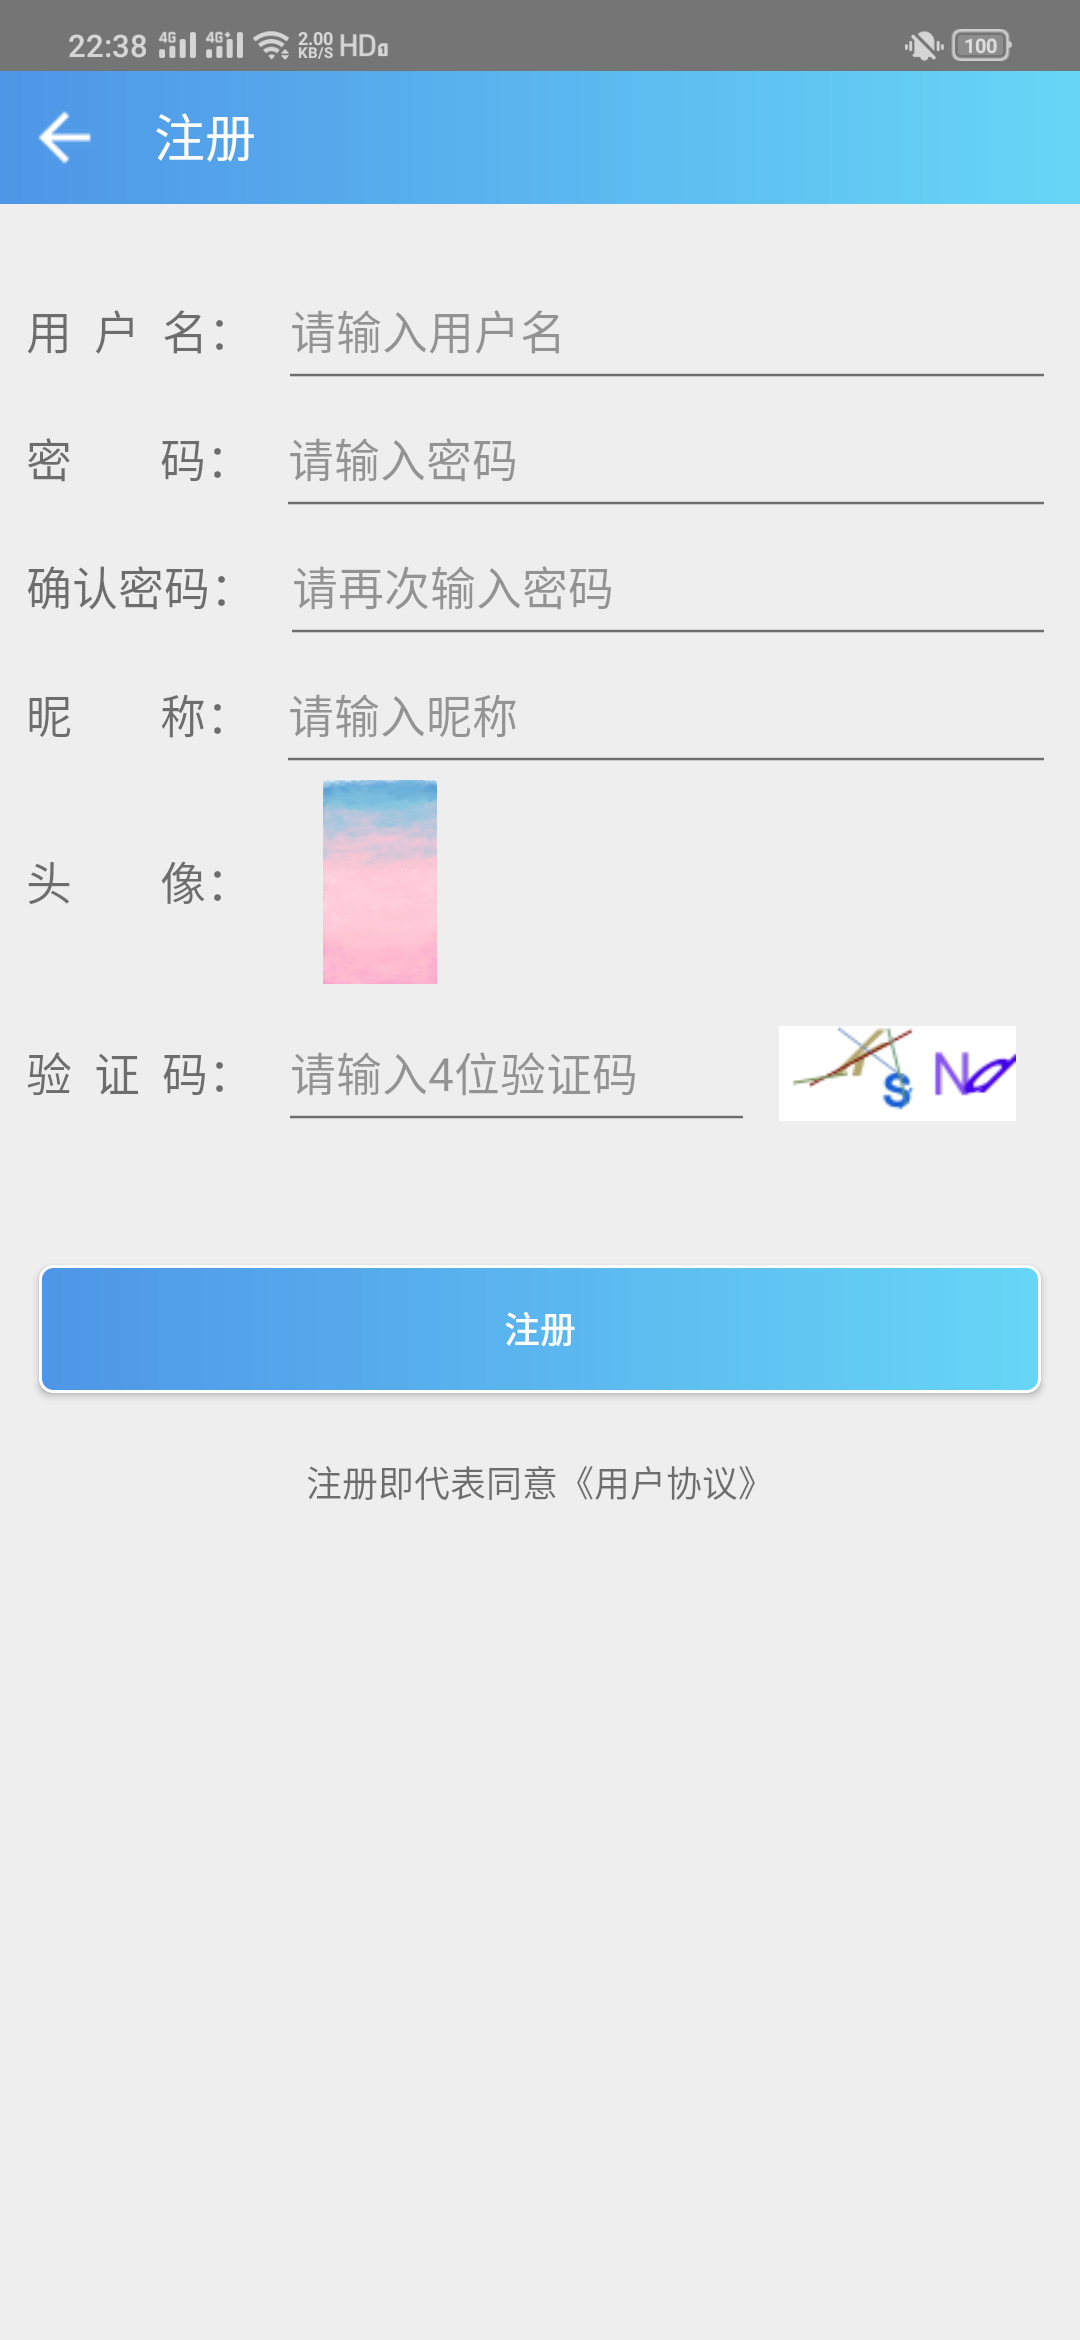 22:38 4G 4G+ 2.00 KB/S HD 1 100
注册
用 户 名： 请输入用户名
密 码： 请输入密码
确认密码： 请再次输入密码
昵 称： 请输入昵称
头 像：
验 证 码： 请输入4位验证码
注册
注册即代表同意《用户协议》